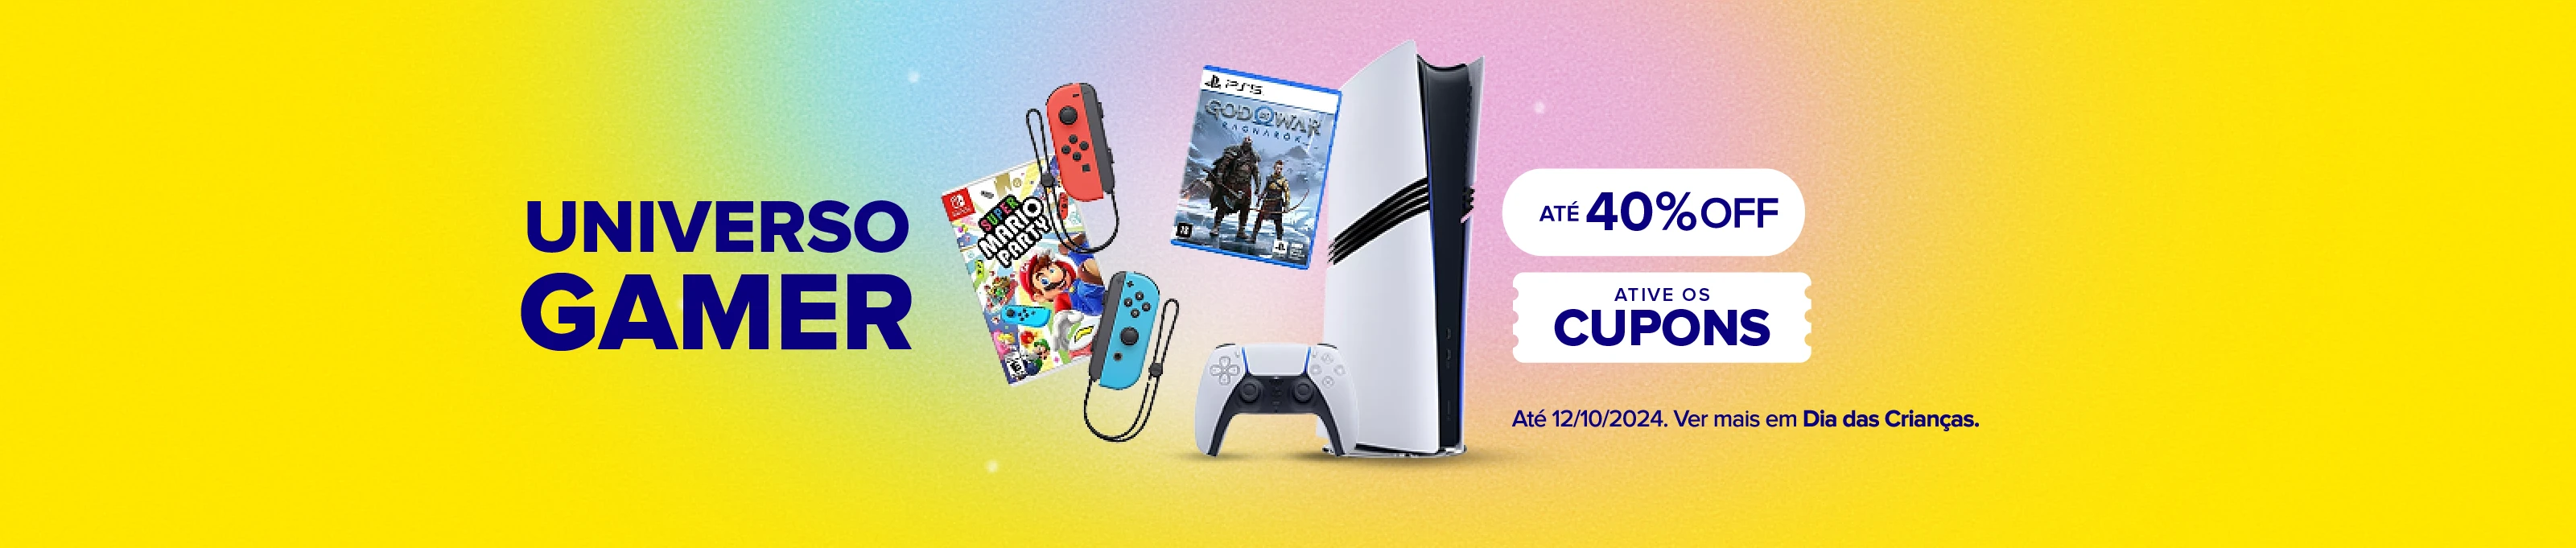 UNIVERSO
GAMER
SUPER
MARIO
PARTY
PS5
GOD OF WAR
RAGNARÖK
18
ATÉ 40% OFF
ATIVE OS
CUPONS
Até 12/10/2024. Ver mais em Dia das Crianças.